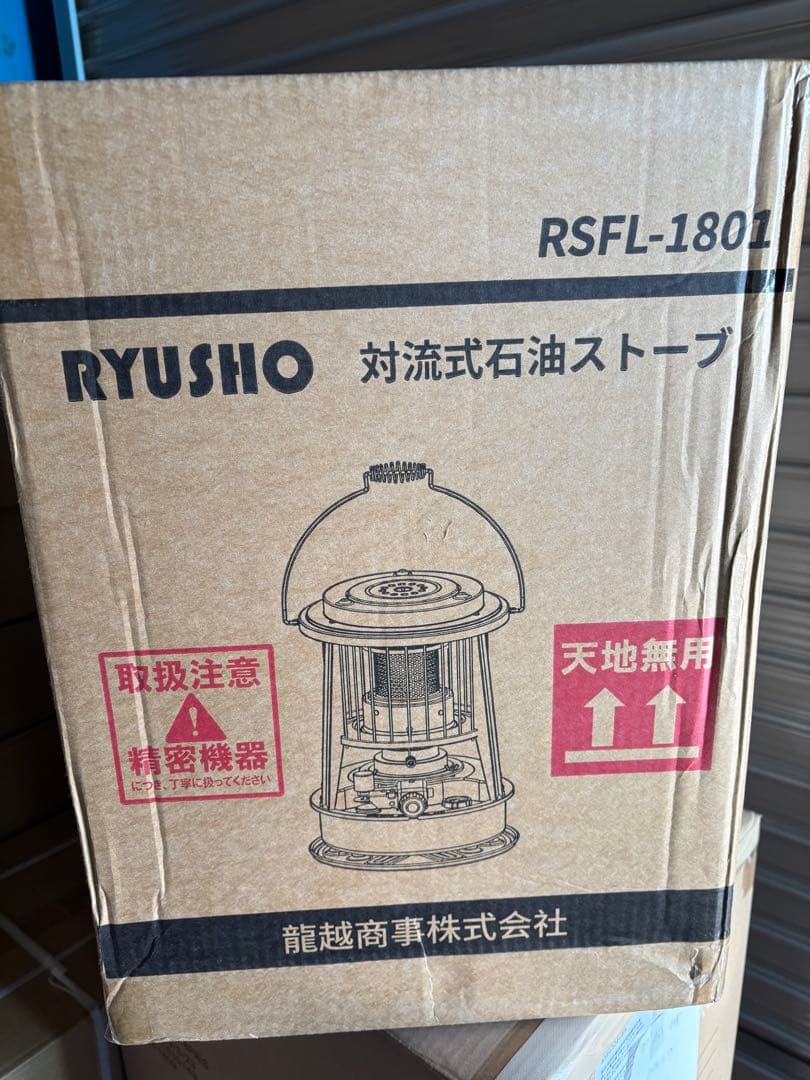 RSFL-1801
RYUSHO 対流式石油ストーブ
取扱注意
精密機器
につき、丁寧に扱ってください
天地無用
龍越商事株式会社